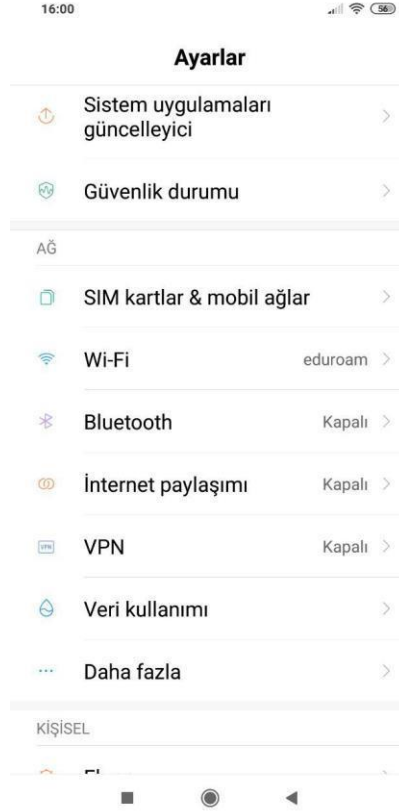 16:00
56
Ayarlar
Sistem uygulamaları
güncelleyici
Güvenlik durumu
AĞ
SIM kartlar & mobil ağlar
Wi-Fi
eduroam
Bluetooth
Kapalı
İnternet paylaşımı
Kapalı
VPN
VPN
Kapalı
Veri kullanımı
Daha fazla
KİŞİSEL